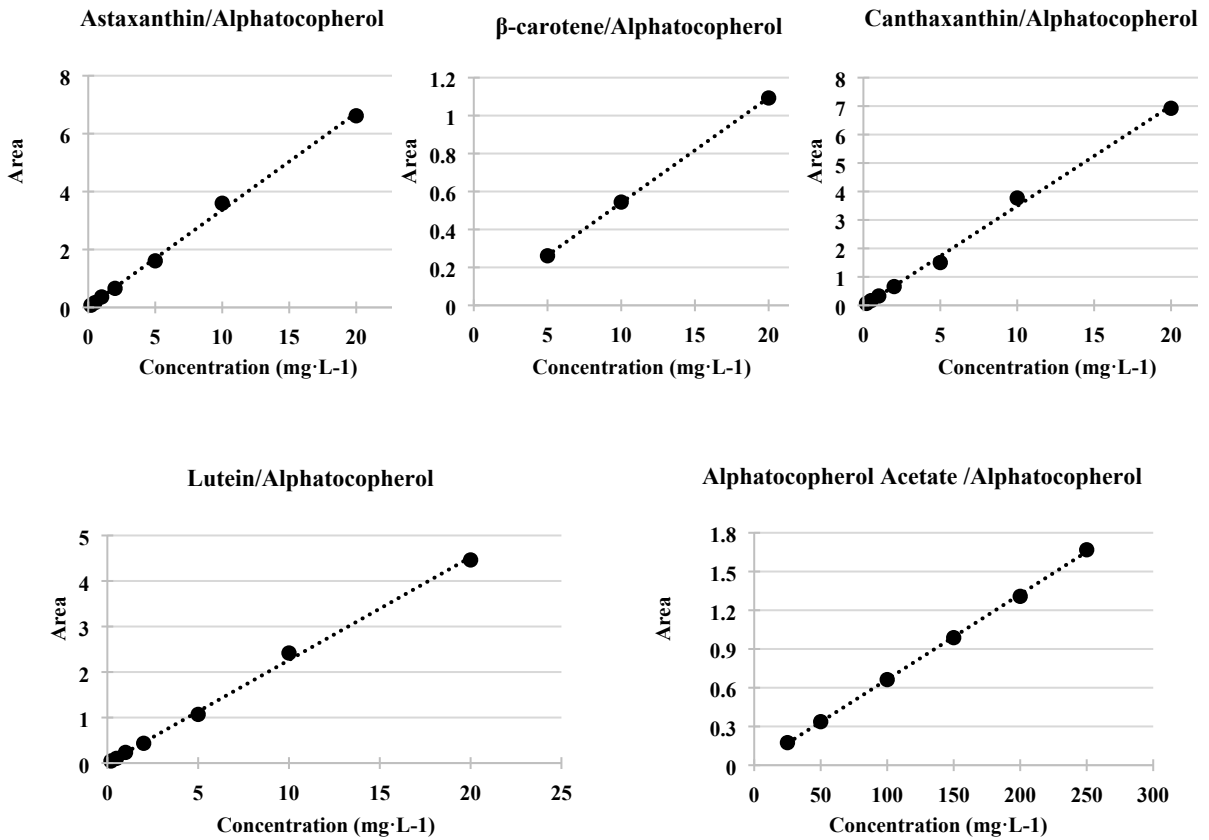 Astaxanthin/Alphatocopherol
8
6
4
2
0
0 5 10 15 20
Area
Concentration (mg·L-1)
β-carotene/Alphatocopherol
1.2
1
0.8
0.6
0.4
0.2
0
0 5 10 15 20
Area
Concentration (mg·L-1)
Canthaxanthin/Alphatocopherol
8
7
6
5
4
3
2
1
0
0 5 10 15 20
Area
Concentration (mg·L-1)
Lutein/Alphatocopherol
5
4
3
2
1
0
0 5 10 15 20 25
Area
Concentration (mg·L-1)
Alphatocopherol Acetate /Alphatocopherol
1.8
1.5
1.2
0.9
0.6
0.3
0
0 50 100 150 200 250 300
Area
Concentration (mg·L-1)